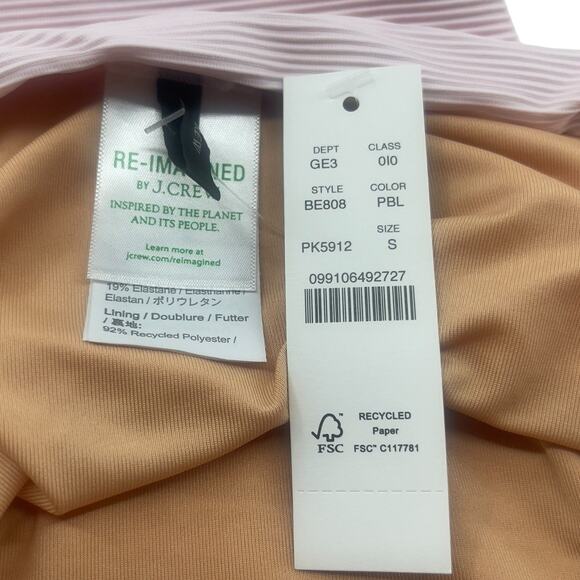 RE-IMAGINED
BY J.CREW
INSPIRED BY THE PLANET
AND ITS PEOPLE.
Learn more at
jcrew.com/reimagined
19% Elastane / Elasthanne /
Elastan / ポリウレタン
Lining / Doublure / Futter
/ 裏地:
92% Recycled Polyester /
DEPT CLASS
GE3 010
STYLE COLOR
BE808 PBL
SIZE
PK5912 S
099106492727
RECYCLED
Paper
FSC™ C117781
FSC™